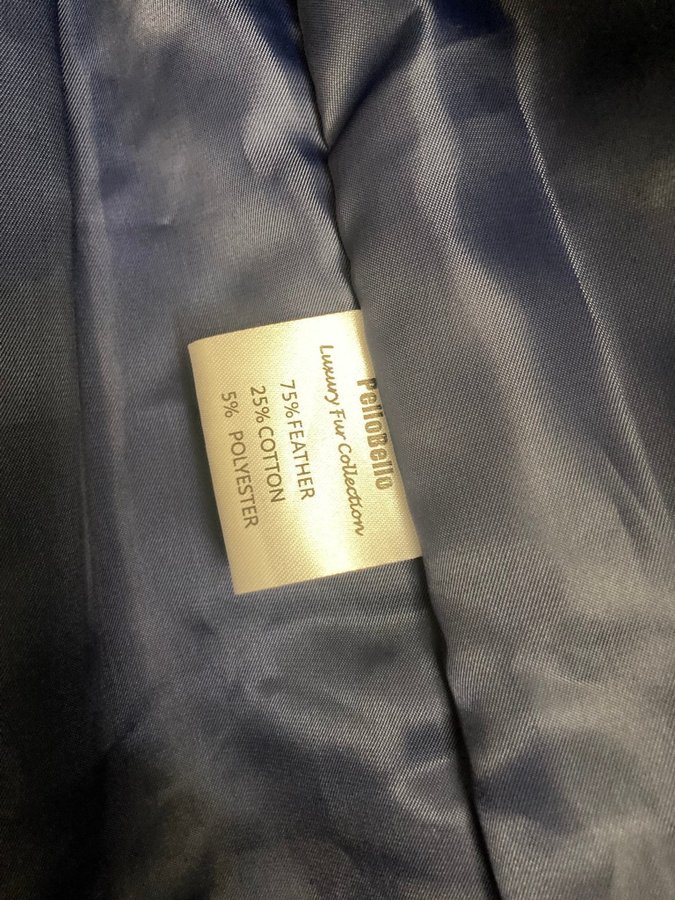 PelloBello
Luxury Fur Collection
75%FEATHER
25%COTTON
5% POLYESTER